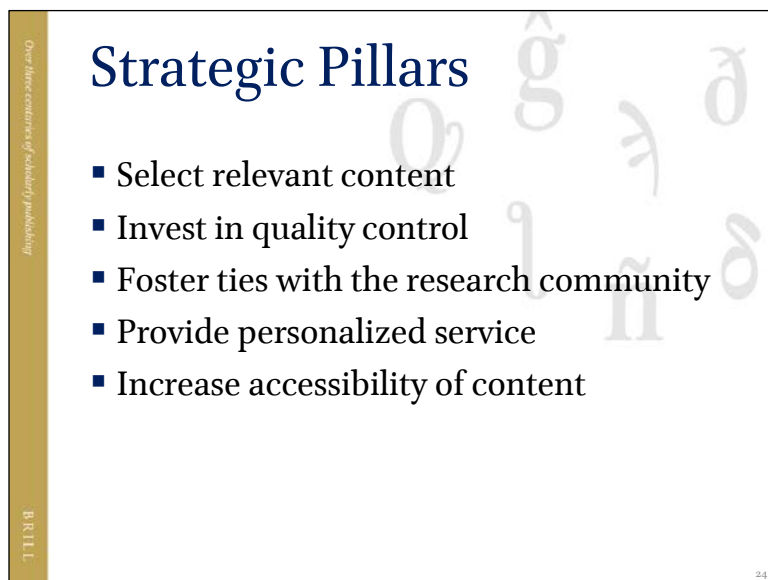 Over three centuries of scholarly publishing
Strategic Pillars
▪ Select relevant content
▪ Invest in quality control
▪ Foster ties with the research community
▪ Provide personalized service
▪ Increase accessibility of content
BRILL
24